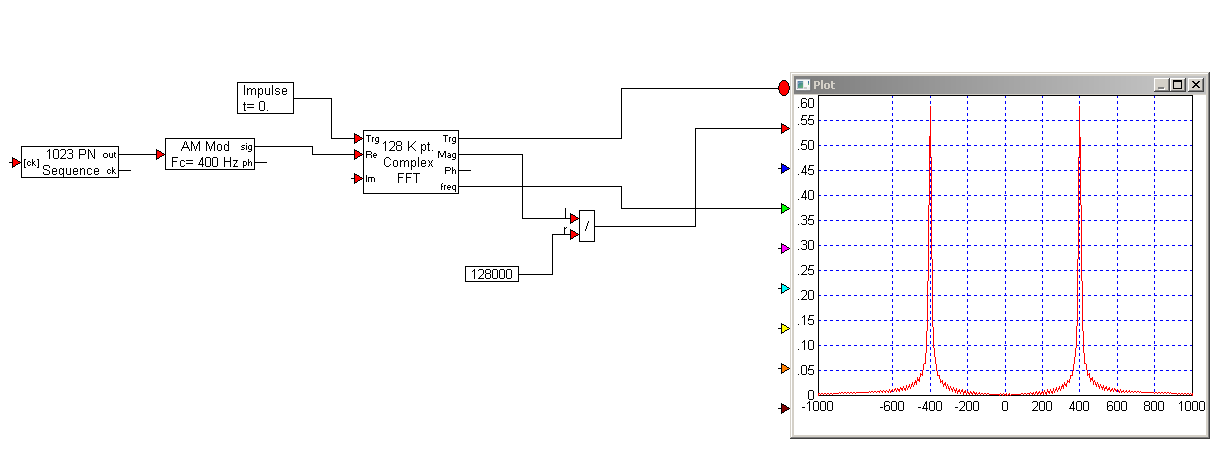 Plot
Impulse
t= 0.
[ck]
1023 PN
Sequence
out
ck
AM Mod
Fc= 400 Hz
sig
ph
Trg
Re
Im
128 K pt.
Complex
FFT
Trg
Mag
Ph
freq
l
r
/
128000
.60
.55
.50
.45
.40
.35
.30
.25
.20
.15
.10
.05
0
-1000 -600 -400 -200 0 200 400 600 800 1000